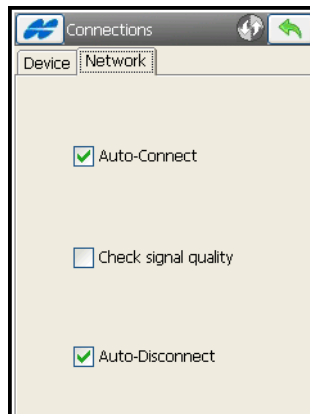 Connections
Device Network
Auto-Connect
Check signal quality
Auto-Disconnect